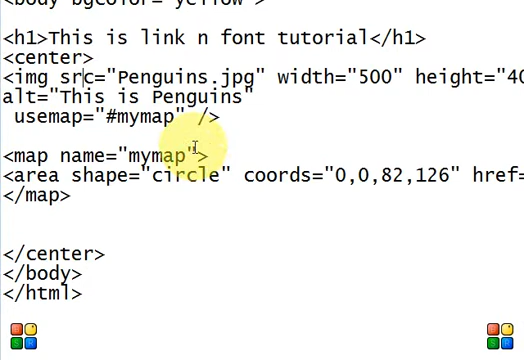 <body bgcolor="yellow">
<h1>This is link n font tutorial</h1>
<center>
<img src="Penguins.jpg" width="500" height="40
alt="This is Penguins"
usemap="#mymap" />
<map name="mymap">
<area shape="circle" coords="0,0,82,126" href=
</map>
</center>
</body>
</html>